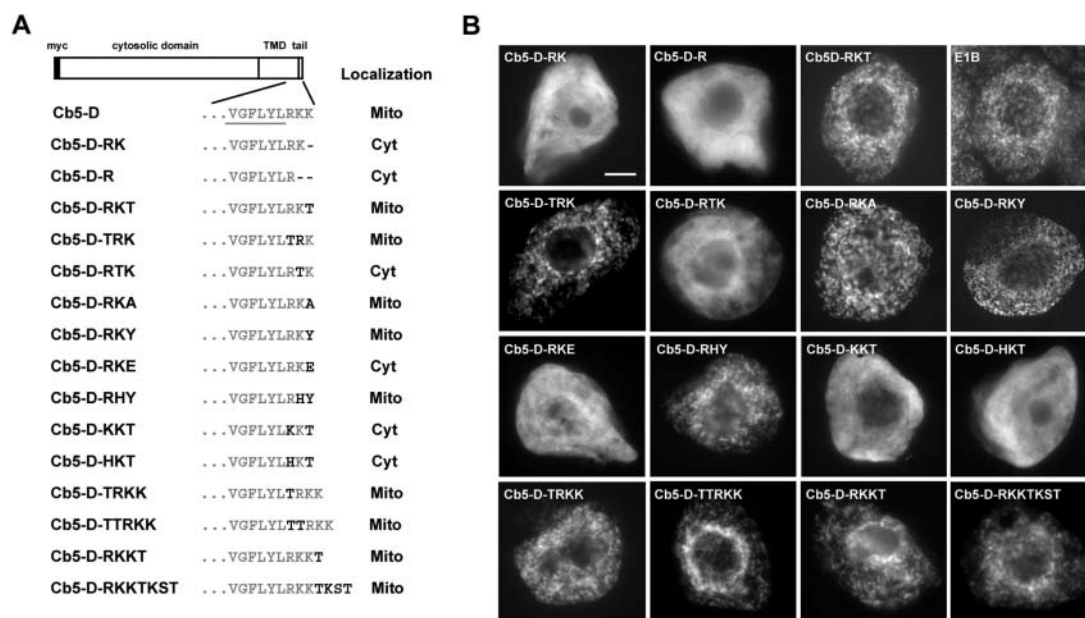 A
myc cytosolic domain TMD tail
Localization
Cb5-D ...VGFLYLRKK Mito
Cb5-D-RK ...VGFLYLRK- Cyt
Cb5-D-R ...VGFLYLR-- Cyt
Cb5-D-RKT ...VGFLYLRKT Mito
Cb5-D-TRK ...VGFLYLTRK Mito
Cb5-D-RTK ...VGFLYLRTK Cyt
Cb5-D-RKA ...VGFLYLRKA Mito
Cb5-D-RKY ...VGFLYLRKY Mito
Cb5-D-RKE ...VGFLYLRKE Cyt
Cb5-D-RHY ...VGFLYLRHY Mito
Cb5-D-KKT ...VGFLYLKKT Cyt
Cb5-D-HKT ...VGFLYLHKT Cyt
Cb5-D-TRKK ...VGFLYLTRKK Mito
Cb5-D-TTRKK ...VGFLYLTTRKK Mito
Cb5-D-RKKT ...VGFLYLRKKT Mito
Cb5-D-RKKTKST ...VGFLYLRKKTKST Mito
B
Cb5-D-RK Cb5-D-R Cb5D-RKT E1B
Cb5-D-TRK Cb5-D-RTK Cb5-D-RKA Cb5-D-RKY
Cb5-D-RKE Cb5-D-RHY Cb5-D-KKT Cb5-D-HKT
Cb5-D-TRKK Cb5-D-TTRKK Cb5-D-RKKT Cb5-D-RKKTKST